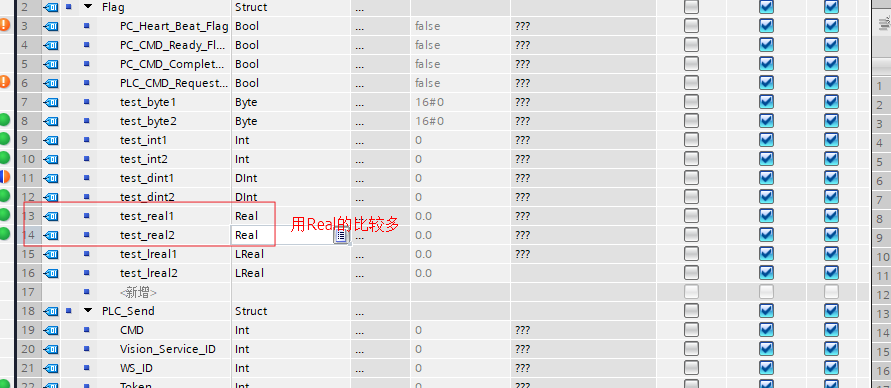 2 Flag Struct ...
3 PC_Heart_Beat_Flag Bool ... false ???
4 PC_CMD_Ready_Fl... Bool ... false ???
5 PC_CMD_Complet... Bool ... false ???
6 PLC_CMD_Request... Bool ... false ???
7 test_byte1 Byte ... 16#0 ???
8 test_byte2 Byte ... 16#0 ???
9 test_int1 Int ... 0 ???
10 test_int2 Int ... 0 ???
11 test_dint1 DInt ... 0 ???
12 test_dint2 DInt ... 0 ???
13 test_real1 Real ... 0.0 ???
用Real的比较多
14 test_real2 Real ... 0.0 ???
15 test_lreal1 LReal ... 0.0 ???
16 test_lreal2 LReal ... 0.0
17 <新增>
18 PLC_Send Struct ...
19 CMD Int ... 0 ???
20 Vision_Service_ID Int ... 0 ???
21 WS_ID Int ... 0 ???
22 Token Int ... 0 ???
1
2
3
4
5
6
7
8
9
10
11
12
13
14
15
16
17